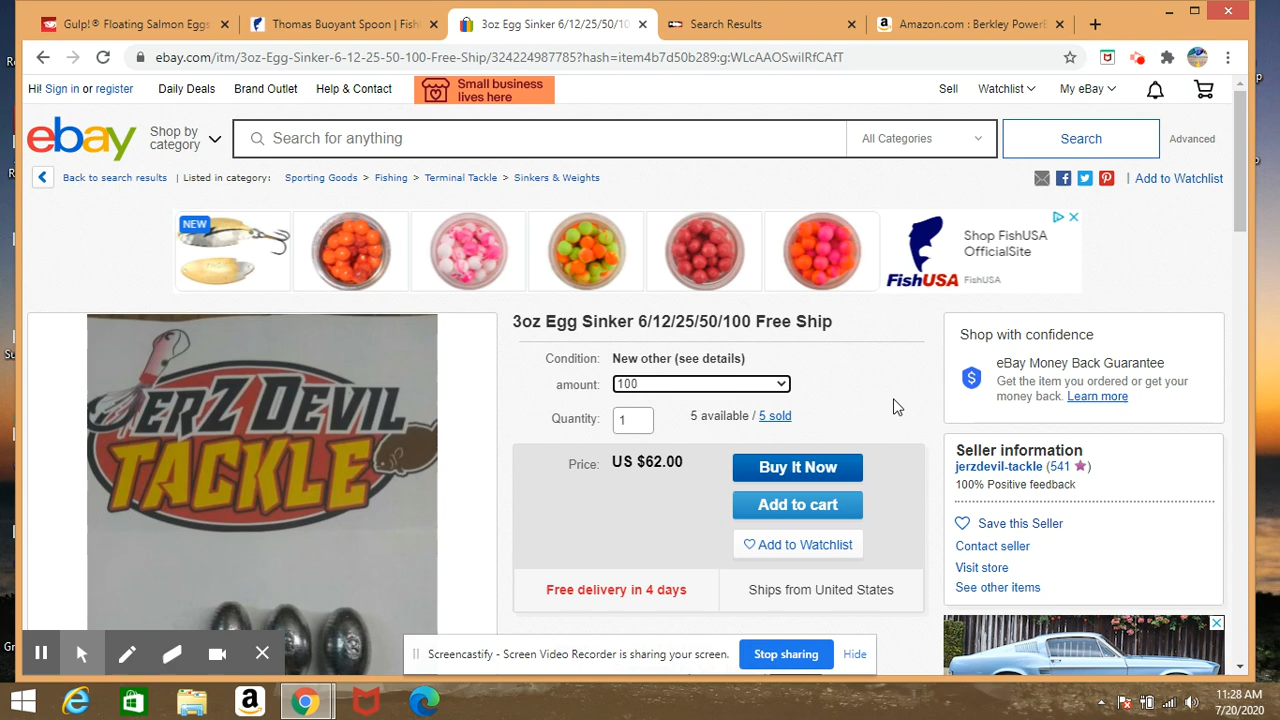 Gulp!® Floating Salmon Eggs
Thomas Buoyant Spoon | Fish
3oz Egg Sinker 6/12/25/50/100
Search Results
Amazon.com : Berkley PowerB
ebay.com/itm/3oz-Egg-Sinker-6-12-25-50-100-Free-Ship/324224987785?hash=item4b7d50b289:g:WLcAAOSwiIRfCAfT
Hi! Sign in or register
Daily Deals
Brand Outlet
Help & Contact
Small business
lives here
Sell
Watchlist
My eBay
ebay
Shop by
category
Search for anything
All Categories
Search
Advanced
Back to search results
Listed in category:
Sporting Goods > Fishing > Terminal Tackle > Sinkers & Weights
Add to Watchlist
NEW
FishUSA
Shop FishUSA
OfficialSite
FishUSA
3oz Egg Sinker 6/12/25/50/100 Free Ship
Condition: New other (see details)
amount: 100
Quantity: 1
5 available / 5 sold
Price: US $62.00
Buy It Now
Add to cart
Add to Watchlist
Free delivery in 4 days
Ships from United States
JERZ DEVIL
TACKLE
Shop with confidence
eBay Money Back Guarantee
Get the item you ordered or get your
money back. Learn more
Seller information
jerzdevil-tackle (541)
100% Positive feedback
Save this Seller
Contact seller
Visit store
See other items
Screencastify - Screen Video Recorder is sharing your screen.
Stop sharing
Hide
11:28 AM
7/20/2020